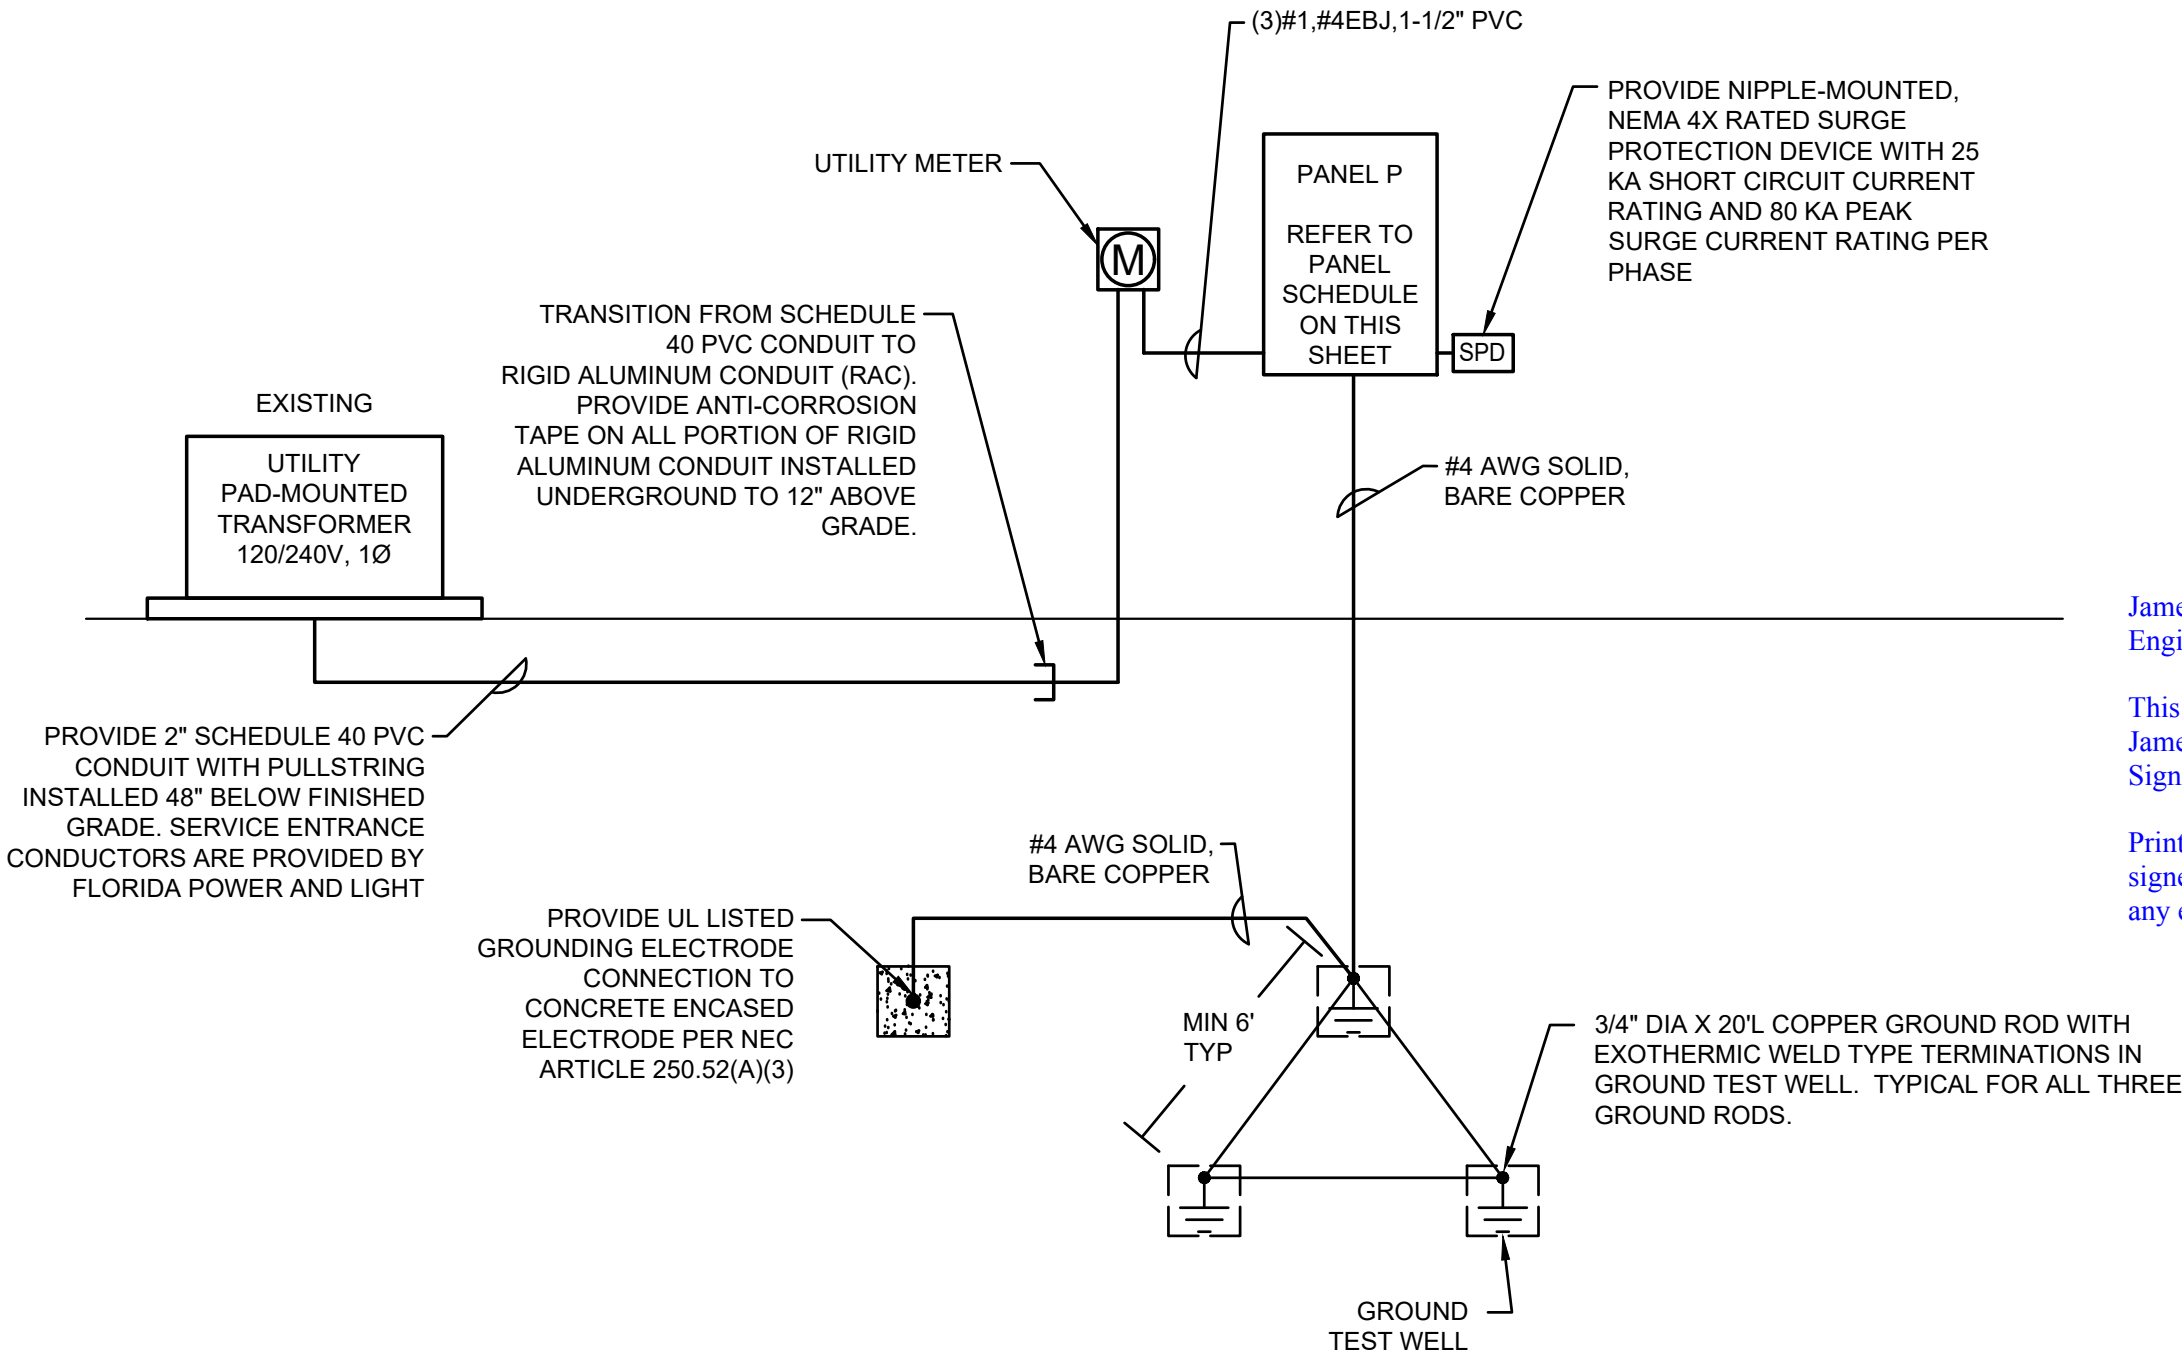 (3)#1,#4EBJ,1-1/2" PVC
PROVIDE NIPPLE-MOUNTED,
NEMA 4X RATED SURGE
PROTECTION DEVICE WITH 25
KA SHORT CIRCUIT CURRENT
RATING AND 80 KA PEAK
SURGE CURRENT RATING PER
PHASE
UTILITY METER
PANEL P
REFER TO
PANEL
SCHEDULE
ON THIS
SHEET
M
SPD
TRANSITION FROM SCHEDULE
40 PVC CONDUIT TO
RIGID ALUMINUM CONDUIT (RAC).
PROVIDE ANTI-CORROSION
TAPE ON ALL PORTION OF RIGID
ALUMINUM CONDUIT INSTALLED
UNDERGROUND TO 12" ABOVE
GRADE.
EXISTING
UTILITY
PAD-MOUNTED
TRANSFORMER
120/240V, 1Ø
#4 AWG SOLID,
BARE COPPER
PROVIDE 2" SCHEDULE 40 PVC
CONDUIT WITH PULLSTRING
INSTALLED 48" BELOW FINISHED
GRADE. SERVICE ENTRANCE
CONDUCTORS ARE PROVIDED BY
FLORIDA POWER AND LIGHT
#4 AWG SOLID,
BARE COPPER
PROVIDE UL LISTED
GROUNDING ELECTRODE
CONNECTION TO
CONCRETE ENCASED
ELECTRODE PER NEC
ARTICLE 250.52(A)(3)
MIN 6'
TYP
3/4" DIA X 20'L COPPER GROUND ROD WITH
EXOTHERMIC WELD TYPE TERMINATIONS IN
GROUND TEST WELL. TYPICAL FOR ALL THREE
GROUND RODS.
GROUND
TEST WELL
This
any